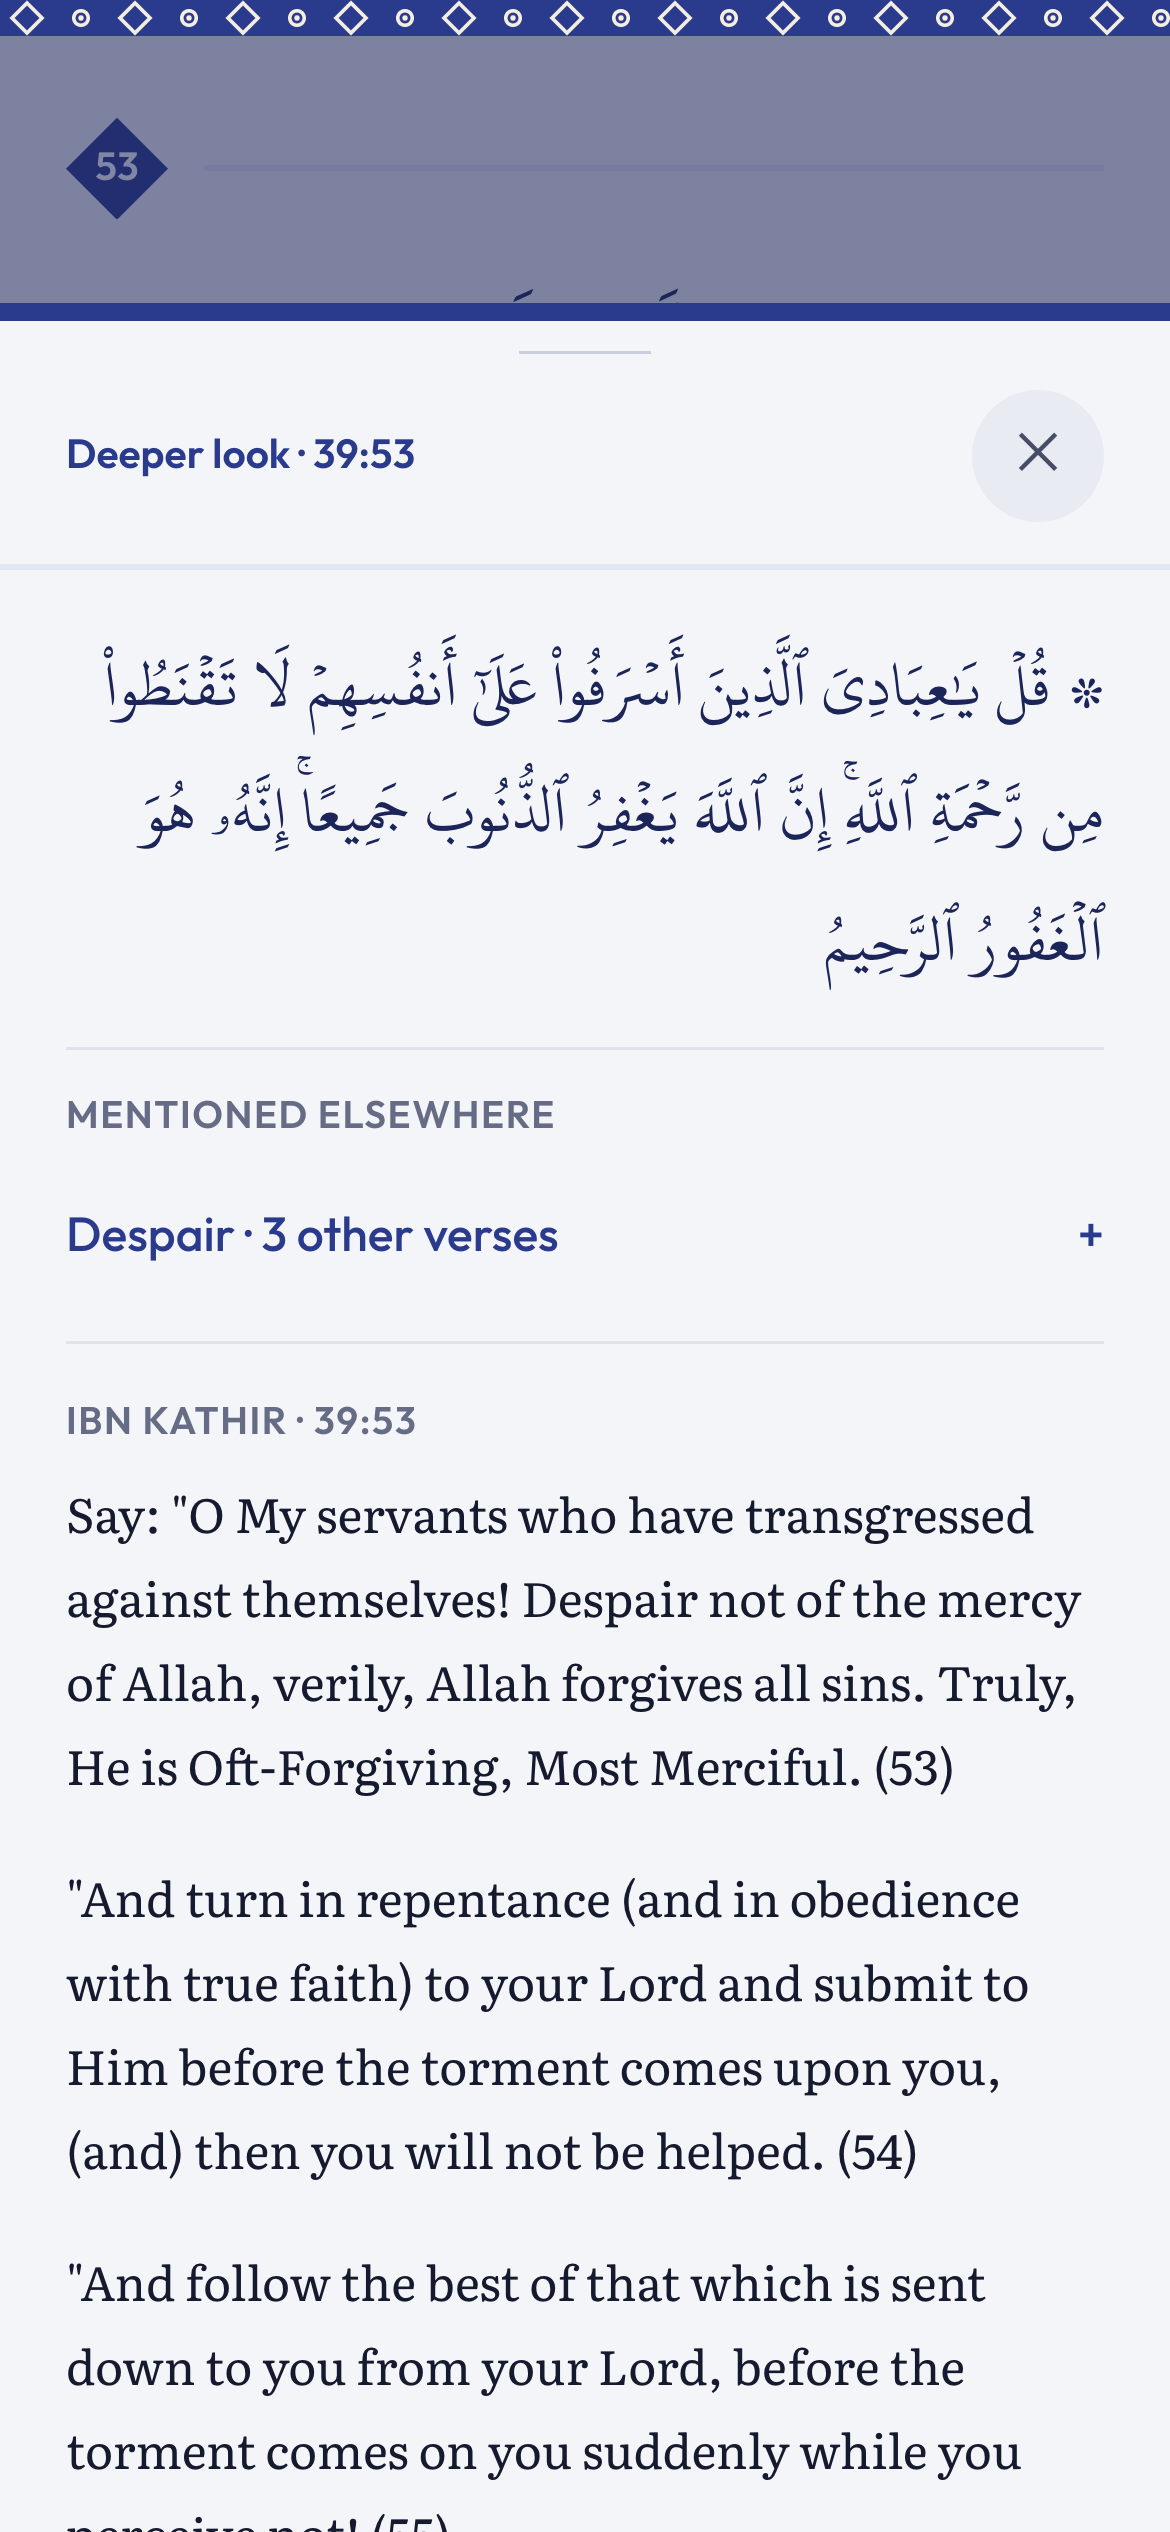 53
Deeper look · 39:53
۞ قُلۡ يَـٰعِبَادِىَ ٱلَّذِينَ أَسۡرَفُوا۟ عَلَىٰٓ أَنفُسِهِمۡ لَا تَقۡنَطُوا۟
مِن رَّحۡمَةِ ٱللَّهِۚ إِنَّ ٱللَّهَ يَغۡفِرُ ٱلذُّنُوبَ جَمِيعًاۚ إِنَّهُۥ هُوَ
ٱلۡغَفُورُ ٱلرَّحِيمُ
MENTIONED ELSEWHERE
Despair · 3 other verses +
IBN KATHIR · 39:53
Say: "O My servants who have transgressed
against themselves! Despair not of the mercy
of Allah, verily, Allah forgives all sins. Truly,
He is Oft-Forgiving, Most Merciful. (53)
"And turn in repentance (and in obedience
with true faith) to your Lord and submit to
Him before the torment comes upon you,
(and) then you will not be helped. (54)
"And follow the best of that which is sent
down to you from your Lord, before the
torment comes on you suddenly while you
perceive not! (55)